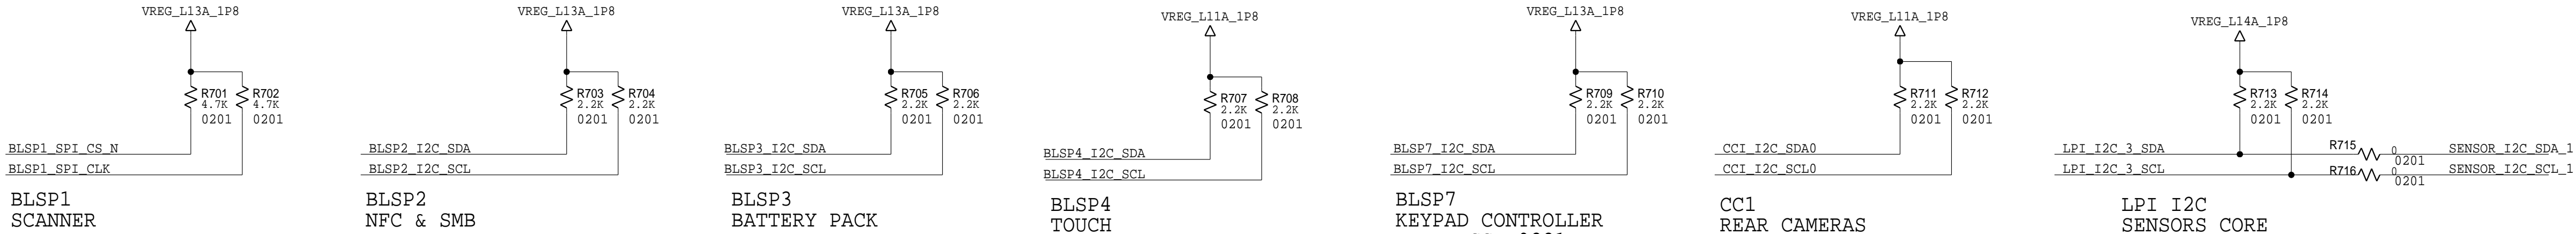 VREG_L13A_1P8
R701
4.7K
0201
R702
4.7K
0201
BLSP1_SPI_CS_N
BLSP1_SPI_CLK
BLSP1
SCANNER
VREG_L13A_1P8
R703
2.2K
0201
R704
2.2K
0201
BLSP2_I2C_SDA
BLSP2_I2C_SCL
BLSP2
NFC & SMB
VREG_L13A_1P8
R705
2.2K
0201
R706
2.2K
0201
BLSP3_I2C_SDA
BLSP3_I2C_SCL
BLSP3
BATTERY PACK
VREG_L11A_1P8
R707
2.2K
0201
R708
2.2K
0201
BLSP4_I2C_SDA
BLSP4_I2C_SCL
BLSP4
TOUCH
VREG_L13A_1P8
R709
2.2K
0201
R710
2.2K
0201
BLSP7_I2C_SDA
BLSP7_I2C_SCL
BLSP7
KEYPAD CONTROLLER
VREG_L11A_1P8
R711
2.2K
0201
R712
2.2K
0201
CCI_I2C_SDA0
CCI_I2C_SCL0
CC1
REAR CAMERAS
VREG_L14A_1P8
R713
2.2K
0201
R714
2.2K
0201
LPI_I2C_3_SDA
LPI_I2C_3_SCL
R715
0
0201
SENSOR_I2C_SDA_1
R716
0
0201
SENSOR_I2C_SCL_1
LPI I2C
SENSORS CORE